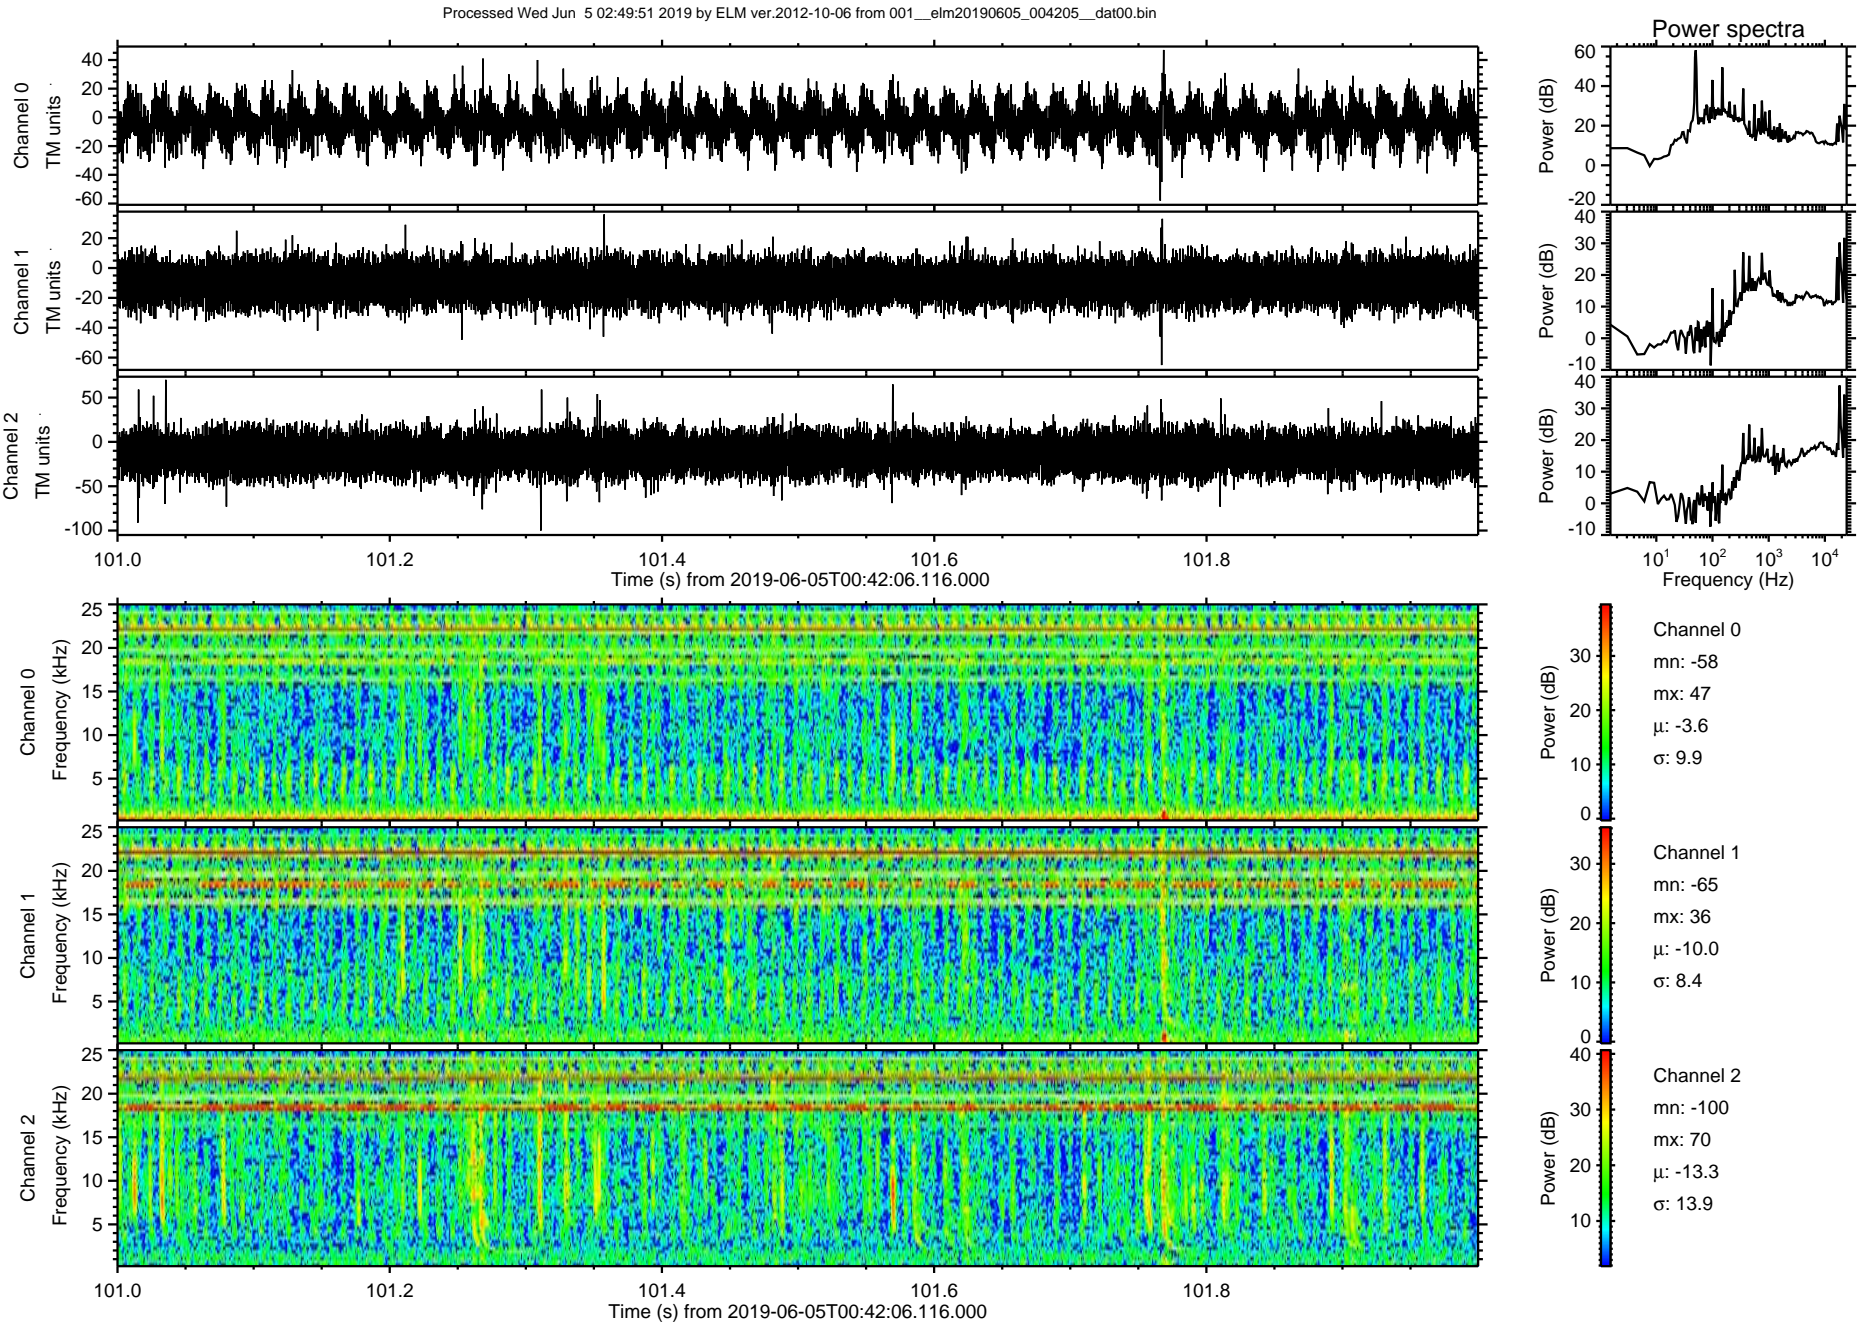 Processed Wed Jun  5 02:49:51 2019 by ELM ver.2012-10-06 from 001__elm20190605_004205__dat00.bin
Power spectra
Channel 0
TM units
40
20
0
-20
-40
-60
Power (dB)
60
40
20
0
-20
Channel 1
TM units
20
0
-20
-40
-60
Power (dB)
40
30
20
10
0
-10
Channel 2
TM units
50
0
-50
-100
Power (dB)
40
30
20
10
0
-10
101.0 101.2 101.4 101.6 101.8
Time (s) from 2019-06-05T00:42:06.116.000
10^1 10^2 10^3 10^4
Frequency (Hz)
Channel 0
Frequency (kHz)
25
20
15
10
5
Power (dB)
30
20
10
0
Channel 0
mn: -58
mx: 47
μ: -3.6
σ: 9.9
Channel 1
Frequency (kHz)
25
20
15
10
5
Power (dB)
30
20
10
0
Channel 1
mn: -65
mx: 36
μ: -10.0
σ: 8.4
Channel 2
Frequency (kHz)
25
20
15
10
5
Power (dB)
40
30
20
10
Channel 2
mn: -100
mx: 70
μ: -13.3
σ: 13.9
101.0 101.2 101.4 101.6 101.8
Time (s) from 2019-06-05T00:42:06.116.000